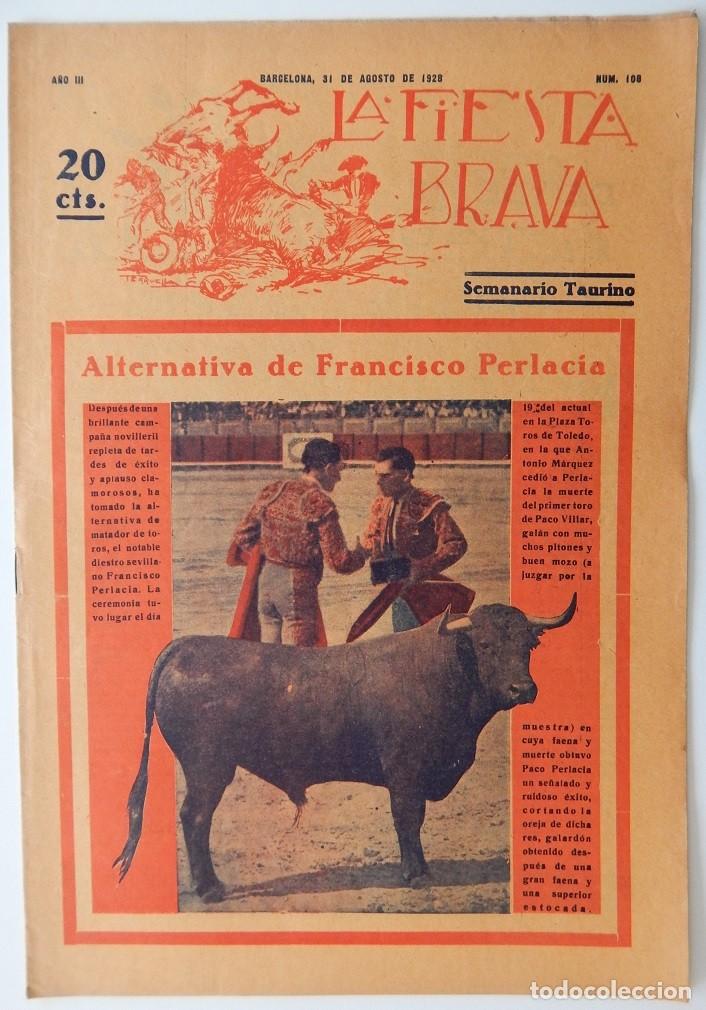 AÑO III
BARCELONA, 31 DE AGOSTO DE 1928
NUM. 108
LA FIESTA
BRAVA
20
cts.
Semanario Taurino
Alternativa de Francisco Perlacia
Después de una
brillante cam-
paña novilleril
repleta de tar-
des de éxito
y aplauso cla-
morosos, ha
tomado la al-
ternativa de
matador de to-
ros, el notable
diestro sevilla-
no Francisco
Perlacia. La
ceremonia tu-
vo lugar el día
19 del actual
en la Plaza To-
ros de Toledo,
en la que An-
tonio Márquez
cedió a Perla-
cia la muerte
del primer toro
de Paco Villar,
galán con mu-
chos pitones y
buen mozo (a
juzgar por la
muestra) en
cuya faena y
muerte obtuvo
Paco Perlacia
un señalado y
ruidoso éxito,
cortando la
oreja de dicha
res, galardón
obtenido des-
pués de una
gran faena y
una superior
estocada.
todocoleccion